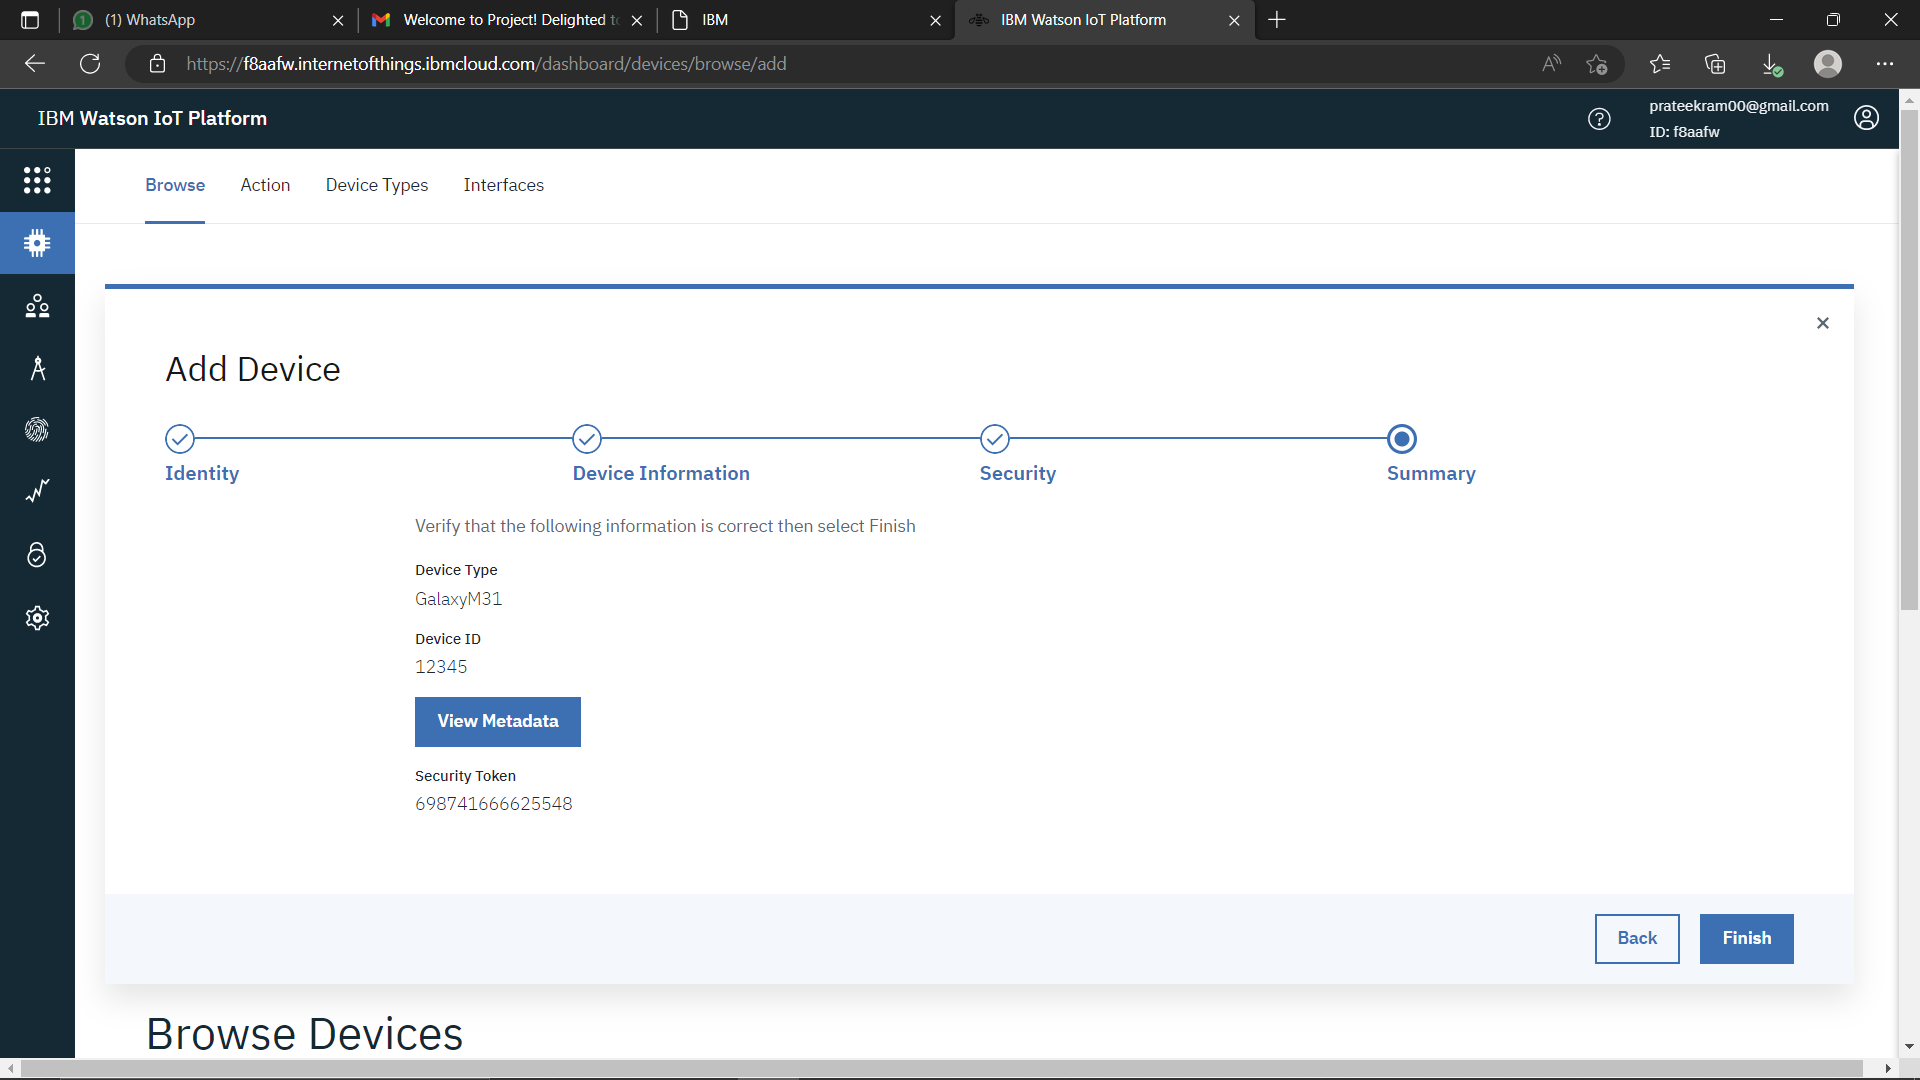 (1) WhatsApp
Welcome to Project! Delighted to
IBM
IBM Watson IoT Platform
https://f8aafw.internetofthings.ibmcloud.com/dashboard/devices/browse/add
IBM Watson IoT Platform
prateekram00@gmail.com
ID: f8aafw
Browse
Action
Device Types
Interfaces
Add Device
Identity
Device Information
Security
Summary
Verify that the following information is correct then select Finish
Device Type
GalaxyM31
Device ID
12345
View Metadata
Security Token
698741666625548
Back
Finish
Browse Devices